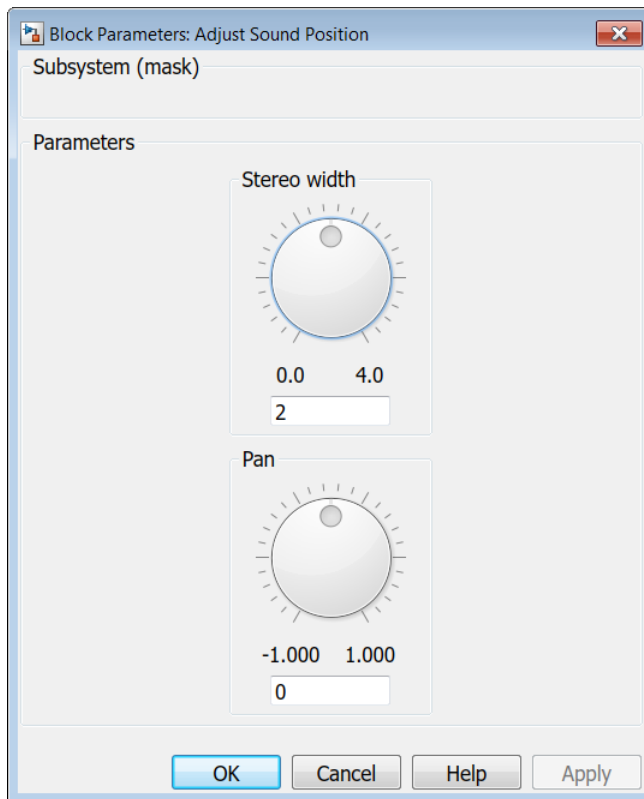 Block Parameters: Adjust Sound Position
Subsystem (mask)
Parameters
Stereo width
0.0 4.0
2
Pan
-1.000 1.000
0
OK Cancel Help Apply